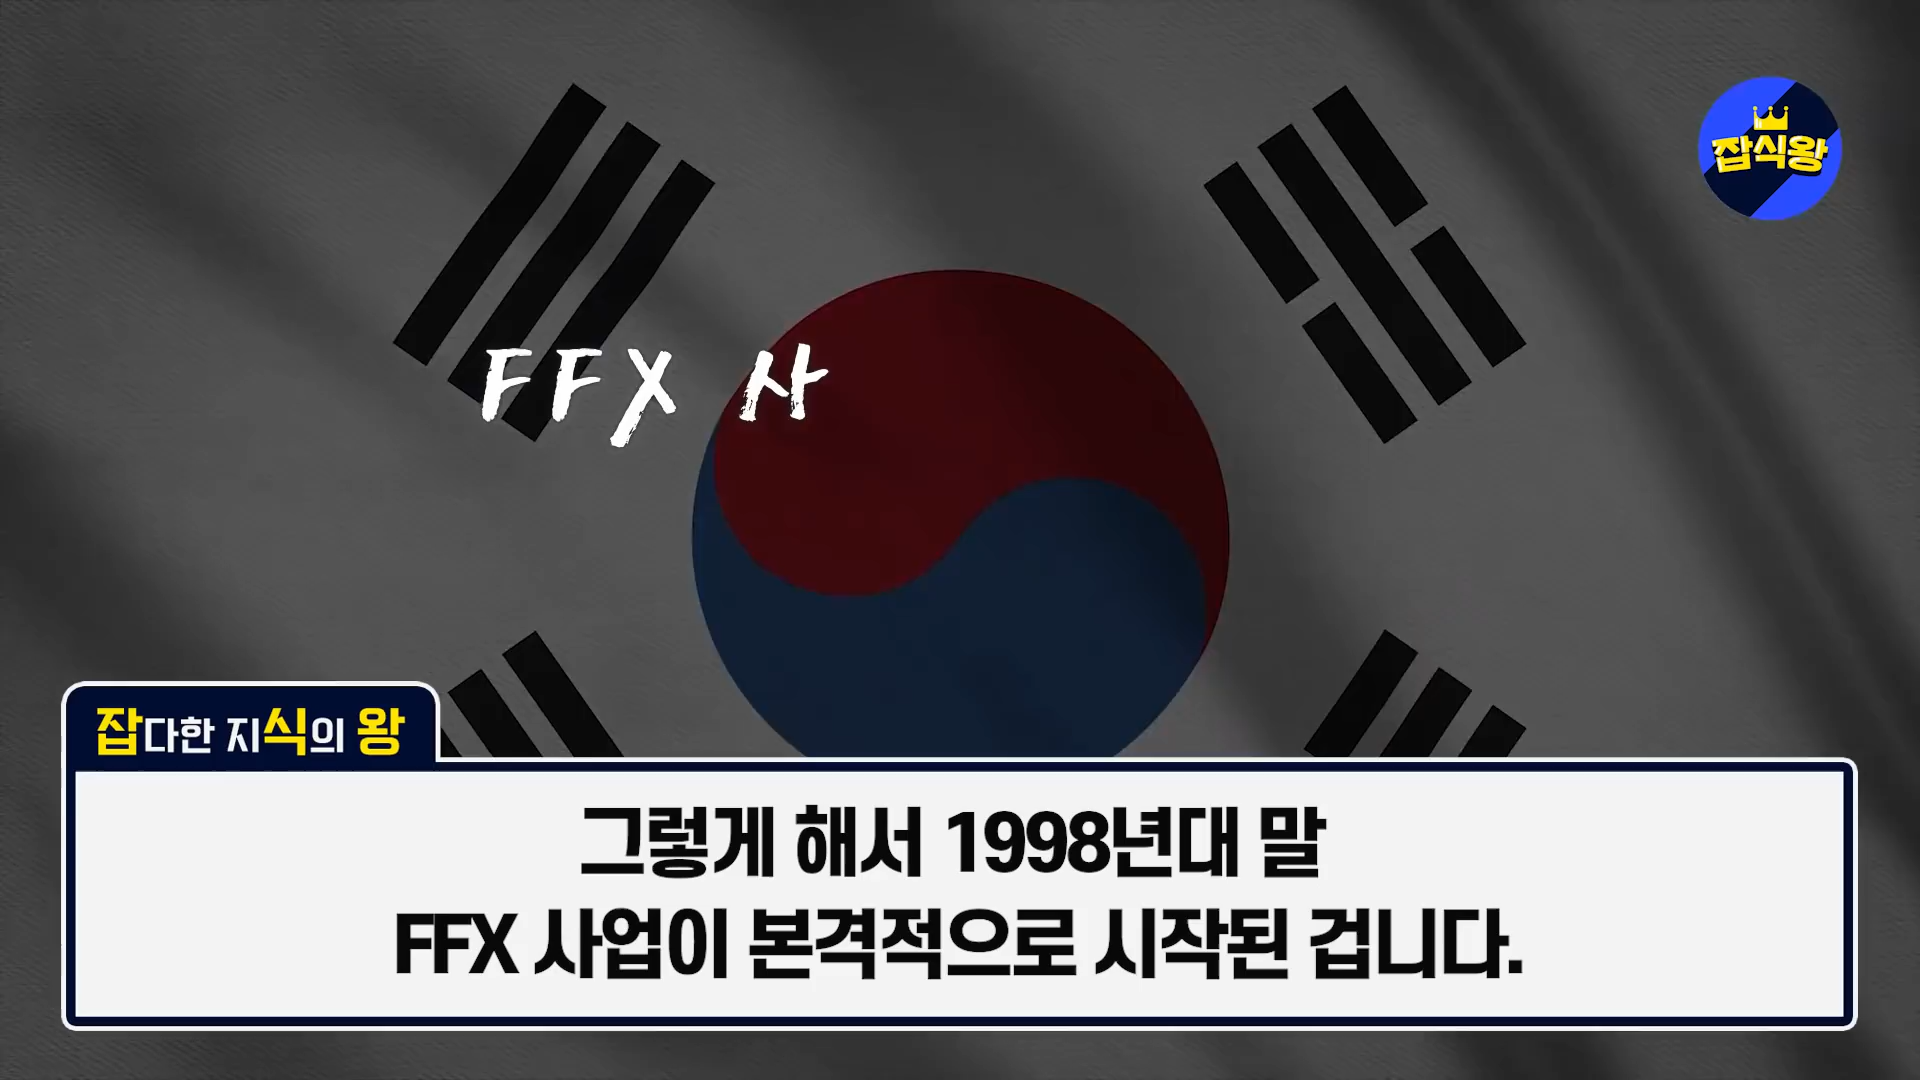 잡식왕
FFX 사
잡다한 지식의 왕
그렇게 해서 1998년대 말
FFX 사업이 본격적으로 시작된 겁니다.